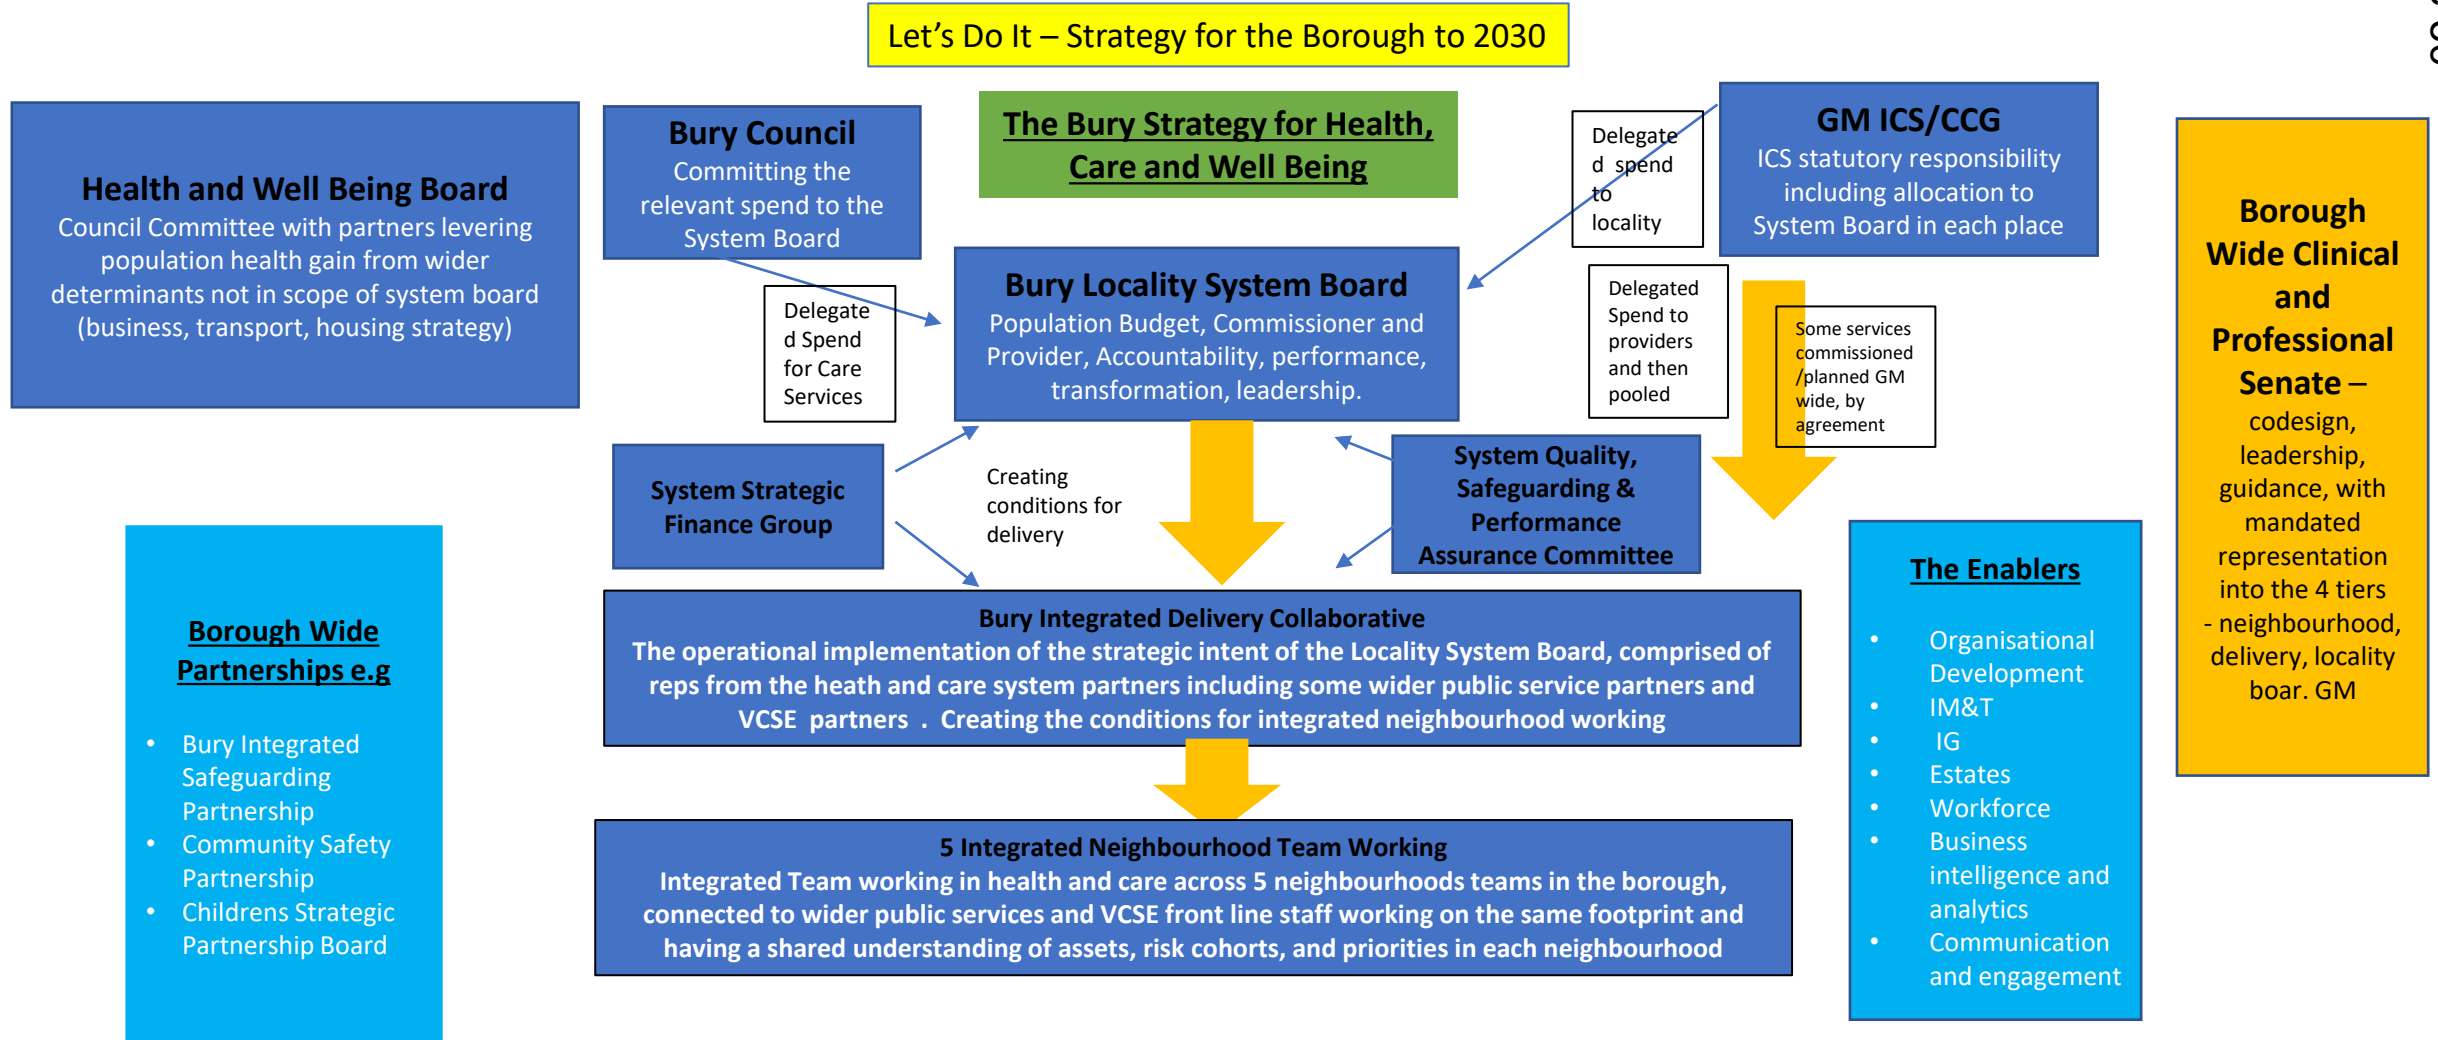 Let's Do It – Strategy for the Borough to 2030
Health and Well Being Board
Council Committee with partners levering
population health gain from wider
determinants not in scope of system board
(business, transport, housing strategy)
Bury Council
Committing the
relevant spend to the
System Board
The Bury Strategy for Health,
Care and Well Being
Delegate
d spend
to
locality
GM ICS/CCG
ICS statutory responsibility
including allocation to
System Board in each place
Borough
Wide Clinical
and
Professional
Senate –
codesign,
leadership,
guidance, with
mandated
representation
into the 4 tiers
- neighbourhood,
delivery, locality
boar. GM
Delegate
d Spend
for Care
Services
Bury Locality System Board
Population Budget, Commissioner and
Provider, Accountability, performance,
transformation, leadership.
Delegated
Spend to
providers
and then
pooled
Some services
commissioned
/planned GM
wide, by
agreement
System Strategic
Finance Group
Creating
conditions for
delivery
System Quality,
Safeguarding &
Performance
Assurance Committee
Borough Wide
Partnerships e.g
• Bury Integrated
Safeguarding
Partnership
• Community Safety
Partnership
• Childrens Strategic
Partnership Board
Bury Integrated Delivery Collaborative
The operational implementation of the strategic intent of the Locality System Board, comprised of
reps from the heath and care system partners including some wider public service partners and
VCSE partners . Creating the conditions for integrated neighbourhood working
5 Integrated Neighbourhood Team Working
Integrated Team working in health and care across 5 neighbourhoods teams in the borough,
connected to wider public services and VCSE front line staff working on the same footprint and
having a shared understanding of assets, risk cohorts, and priorities in each neighbourhood
The Enablers
• Organisational
Development
• IM&T
• IG
• Estates
• Workforce
• Business
intelligence and
analytics
• Communication
and engagement